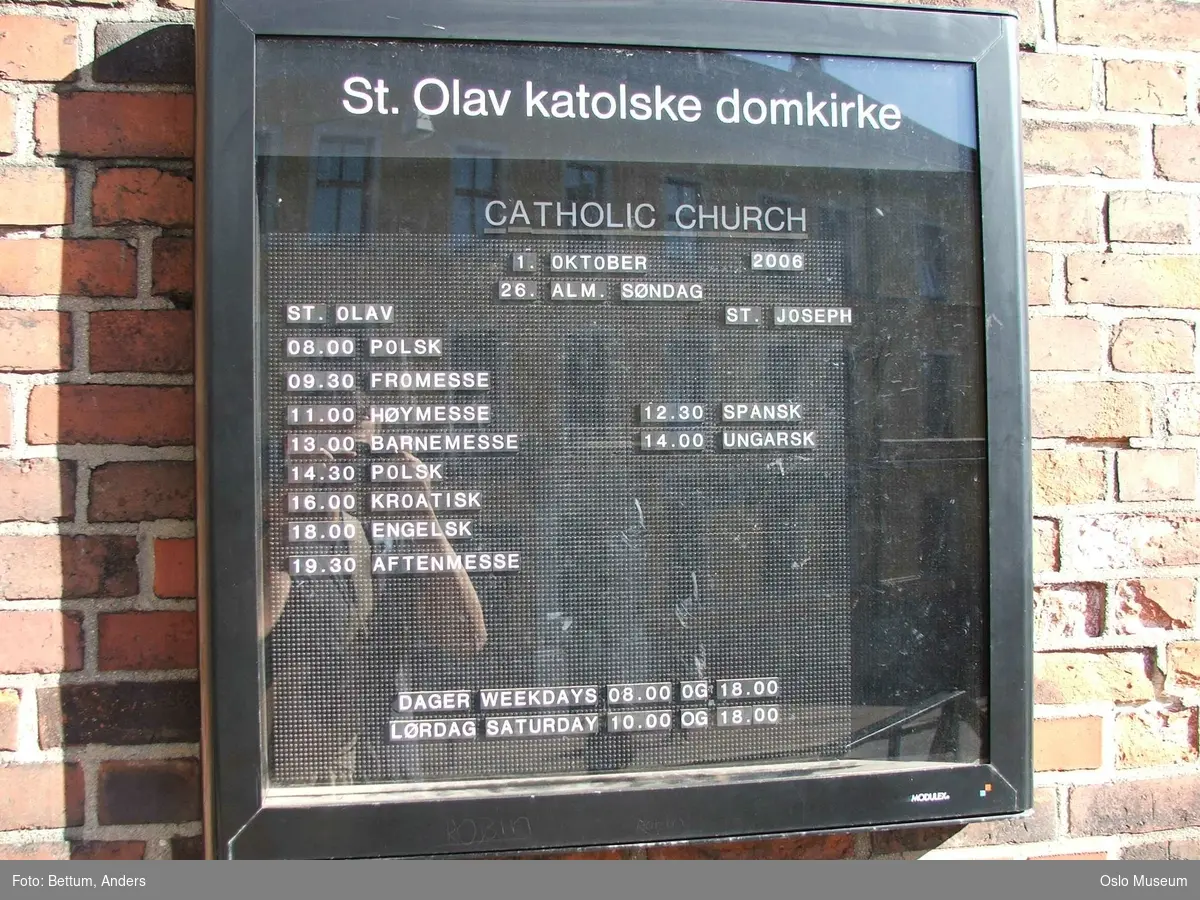 St. Olav katolske domkirke
CATHOLIC CHURCH
1. OKTOBER 2006
26. ALM. SØNDAG
ST. OLAV ST. JOSEPH
08.00 POLSK
09.30 FROMESSE
11.00 HØYMESSE 12.30 SPANSK
13.00 BARNEMESSE 14.00 UNGARSK
14.30 POLSK
16.00 KROATISK
18.00 ENGELSK
19.30 AFTENMESSE
DAGER WEEKDAYS 08.00 OG 18.00
LØRDAG SATURDAY 10.00 OG 18.00
MODULEX
ROBIN
Foto: Bettum, Anders Oslo Museum